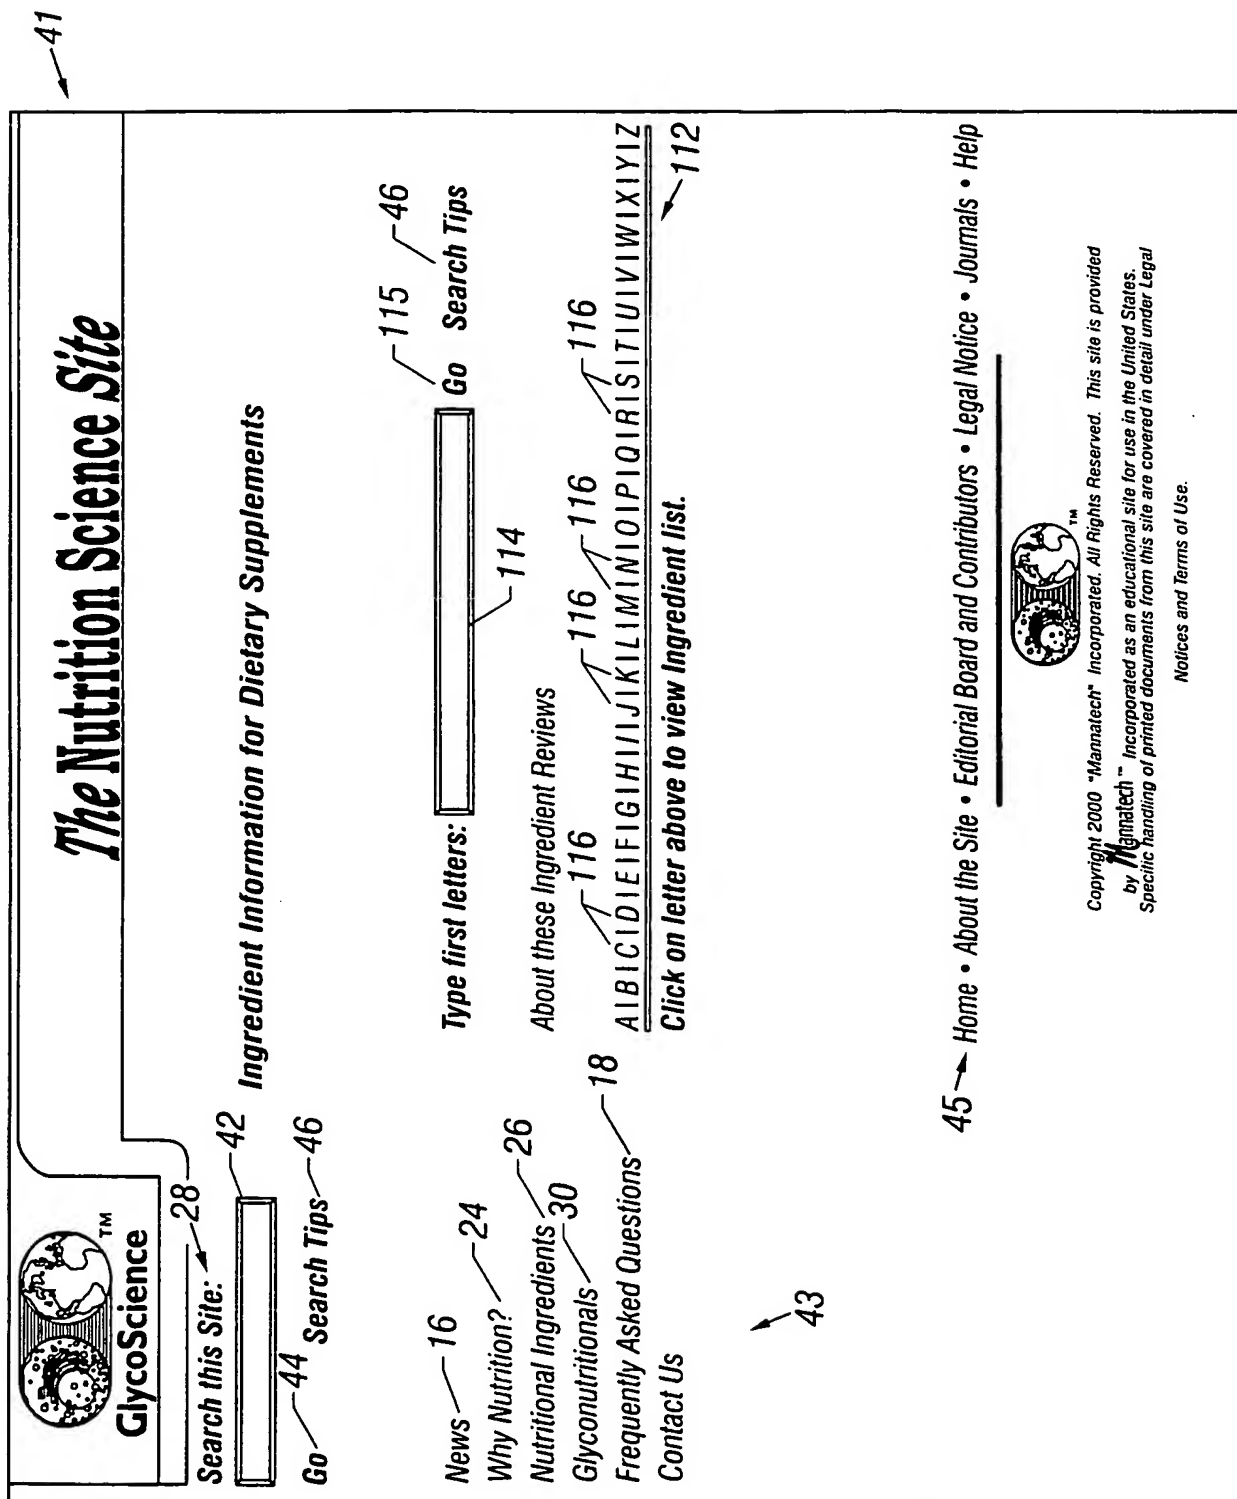 41
The Nutrition Science Site
TM
GlycoScience
Search this Site:
28
42
Ingredient Information for Dietary Supplements
44
Go
Search Tips
46
Type first letters:
115
Go
46
Search Tips
114
News
16
Why Nutrition?
24
Nutritional Ingredients
26
Glyconutritionals
30
Frequently Asked Questions
18
Contact Us
About these Ingredient Reviews
116
116
116
116
A I B I C I D I E I F I G I H I I I J I K I L I M I N I O I P I Q I R I S I T I U I V I W I X I Y I Z
112
Click on letter above to view Ingredient list.
43
45
Home • About the Site • Editorial Board and Contributors • Legal Notice • Journals • Help
TM
Copyright 2000 "Mannatech" Incorporated. All Rights Reserved. This site is provided
by Mannatech™ Incorporated as an educational site for use in the United States.
Specific handling of printed documents from this site are covered in detail under Legal
Notices and Terms of Use.